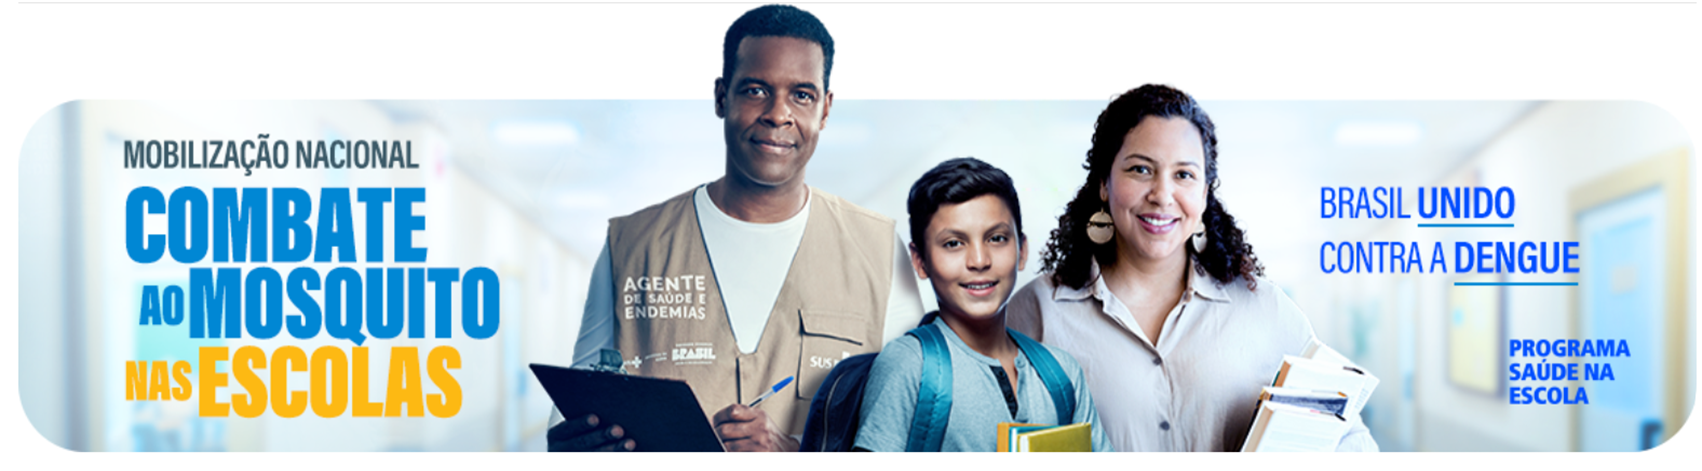 MOBILIZAÇÃO NACIONAL
COMBATE
AO MOSQUITO
NAS ESCOLAS
AGENTE
DE SAÚDE E
ENDEMIAS
BRASIL
SUS
BRASIL UNIDO
CONTRA A DENGUE
PROGRAMA
SAÚDE NA
ESCOLA